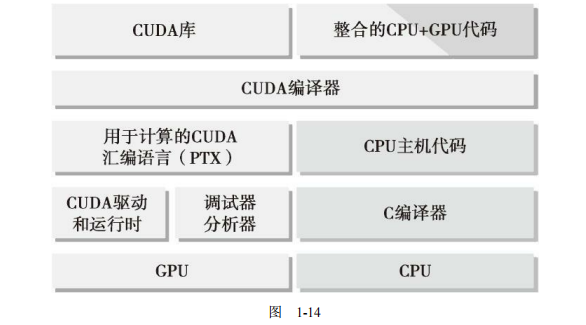 CUDA库
整合的CPU+GPU代码
CUDA编译器
用于计算的CUDA
汇编语言（PTX）
CPU主机代码
CUDA驱动
和运行时
调试器
分析器
C编译器
GPU
CPU
图 1-14